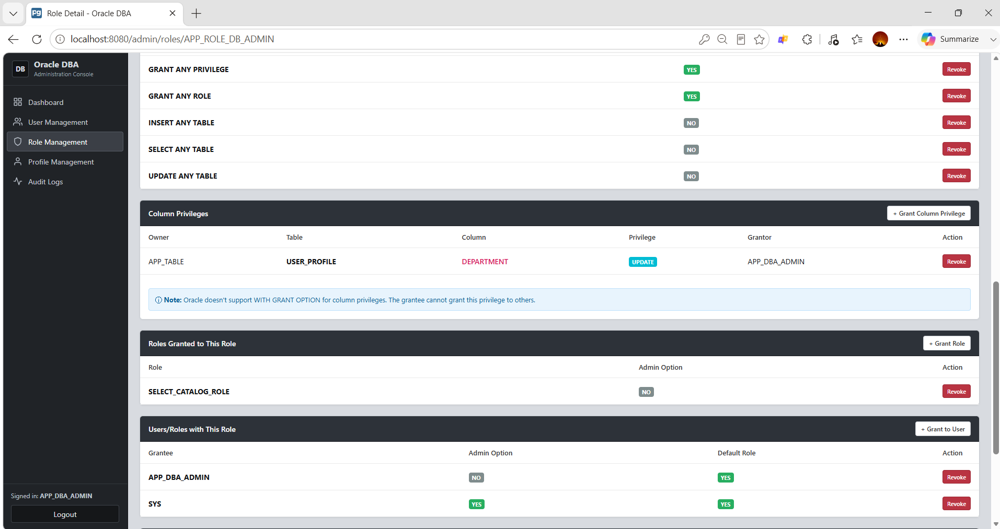 Role Detail - Oracle DBA
localhost:8080/admin/roles/APP_ROLE_DB_ADMIN
Summarize
DB
Oracle DBA
Administration Console
Dashboard
User Management
Role Management
Profile Management
Audit Logs
Signed in: APP_DBA_ADMIN
Logout
GRANT ANY PRIVILEGE YES Revoke
GRANT ANY ROLE YES Revoke
INSERT ANY TABLE NO Revoke
SELECT ANY TABLE NO Revoke
UPDATE ANY TABLE NO Revoke
Column Privileges + Grant Column Privilege
Owner Table Column Privilege Grantor Action
APP_TABLE USER_PROFILE DEPARTMENT UPDATE APP_DBA_ADMIN Revoke
Note: Oracle doesn't support WITH GRANT OPTION for column privileges. The grantee cannot grant this privilege to others.
Roles Granted to This Role + Grant Role
Role Admin Option Action
SELECT_CATALOG_ROLE NO Revoke
Users/Roles with This Role + Grant to User
Grantee Admin Option Default Role Action
APP_DBA_ADMIN NO YES Revoke
SYS YES YES Revoke